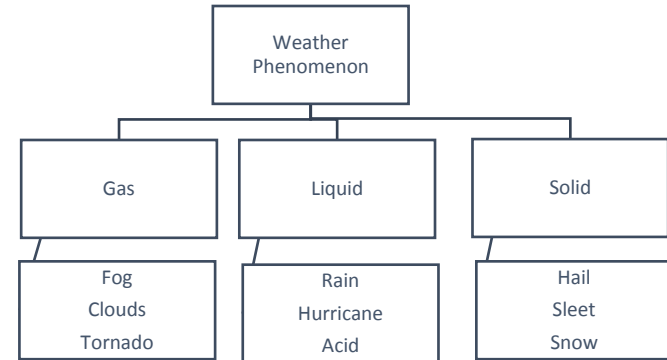 Weather
Phenomenon
Gas
Liquid
Solid
Fog
Clouds
Tornado
Rain
Hurricane
Acid
Hail
Sleet
Snow